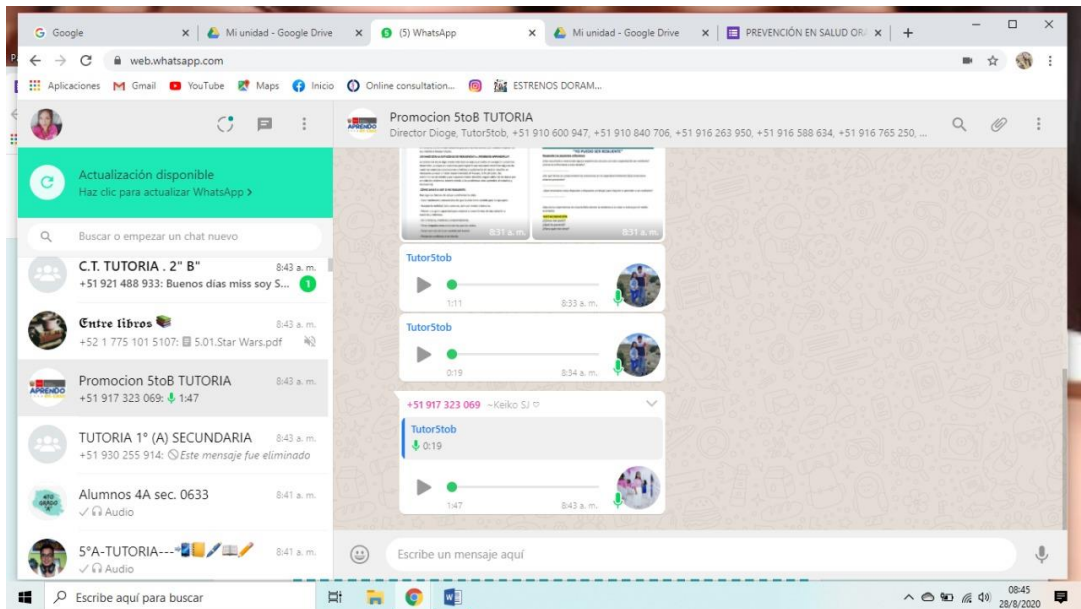 Google
Mi unidad - Google Drive
(5) WhatsApp
Mi unidad - Google Drive
PREVENCIÓN EN SALUD OR
web.whatsapp.com
Aplicaciones
Gmail
YouTube
Maps
Inicio
Online consultation...
ESTRENOS DORAM...
Promocion 5toB TUTORIA
Director Dioge, Tutor5tob, +51 910 600 947, +51 910 840 706, +51 916 263 950, +51 916 588 634, +51 916 765 250, ...
Actualización disponible
Haz clic para actualizar WhatsApp >
Buscar o empezar un chat nuevo
C.T. TUTORIA . 2" B"
8:43 a. m.
+51 921 488 933: Buenos días miss soy S...
1
Entre libros
8:43 a. m.
+52 1 775 101 5107: 5.01.Star Wars.pdf
APRENDO
Promocion 5toB TUTORIA
8:43 a. m.
+51 917 323 069: 1:47
TUTORIA 1° (A) SECUNDARIA
8:43 a. m.
+51 930 255 914: Este mensaje fue eliminado
4TO GRADO "A"
Alumnos 4A sec. 0633
8:41 a. m.
Audio
5°A-TUTORIA---
8:41 a. m.
Audio
8:31 a. m.
8:31 a. m.
Tutor5tob
1:11
8:33 a. m.
Tutor5tob
0:19
8:34 a. m.
+51 917 323 069 ~Keiko SJ
Tutor5tob
0:19
1:47
8:43 a. m.
Escribe un mensaje aquí
Escribe aquí para buscar
08:45
28/8/2020